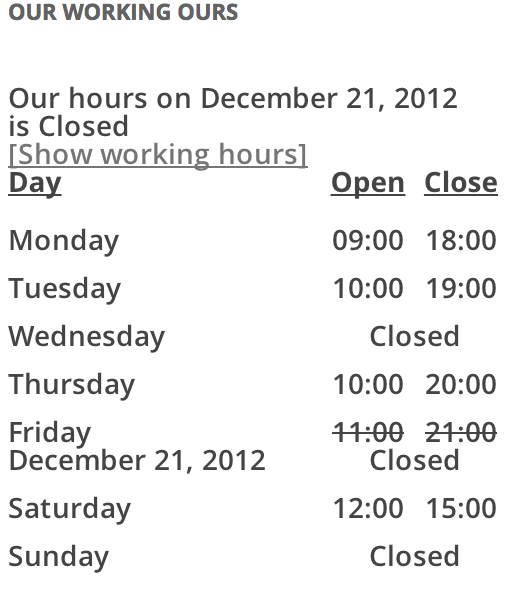 OUR WORKING OURS
Our hours on December 21, 2012
is Closed
[Show working hours]
Day Open Close
Monday 09:00 18:00
Tuesday 10:00 19:00
Wednesday Closed
Thursday 10:00 20:00
Friday 11:00 21:00
December 21, 2012 Closed
Saturday 12:00 15:00
Sunday Closed